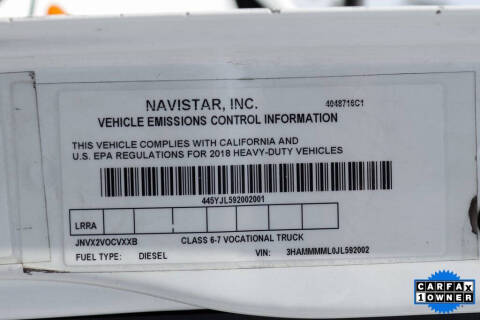 NAVISTAR, INC. 4048716C1
VEHICLE EMISSIONS CONTROL INFORMATION
THIS VEHICLE COMPLIES WITH CALIFORNIA AND
U.S. EPA REGULATIONS FOR 2018 HEAVY-DUTY VEHICLES
445YJL592002001
LRRA
JNVX2VOCVXXB CLASS 6-7 VOCATIONAL TRUCK
FUEL TYPE: DIESEL VIN: 3HAMMMML0JL592002
CARFAX
1 OWNER